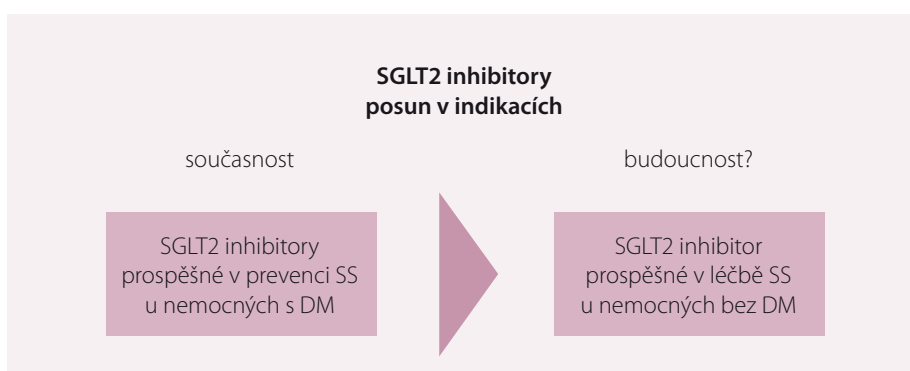 SGLT2 inhibitory
posun v indikacích
současnost
budoucnost?
SGLT2 inhibitory
prospěšné v prevenci SS
u nemocných s DM
SGLT2 inhibitor
prospěšné v léčbě SS
u nemocných bez DM